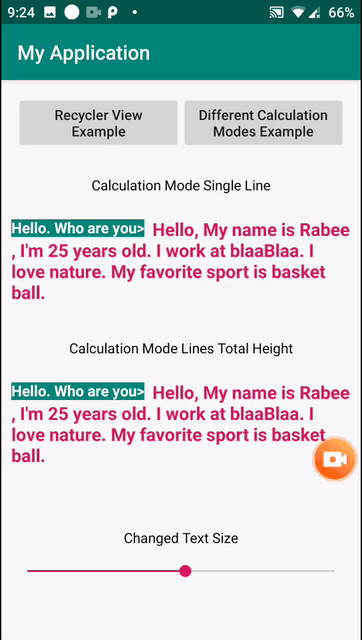 9:24 66%
My Application
Recycler View
Example
Different Calculation
Modes Example
Calculation Mode Single Line
Hello. Who are you> Hello, My name is Rabee
, I'm 25 years old. I work at blaaBlaa. I
love nature. My favorite sport is basket
ball.
Calculation Mode Lines Total Height
Hello. Who are you> Hello, My name is Rabee
, I'm 25 years old. I work at blaaBlaa. I
love nature. My favorite sport is basket
ball.
Changed Text Size